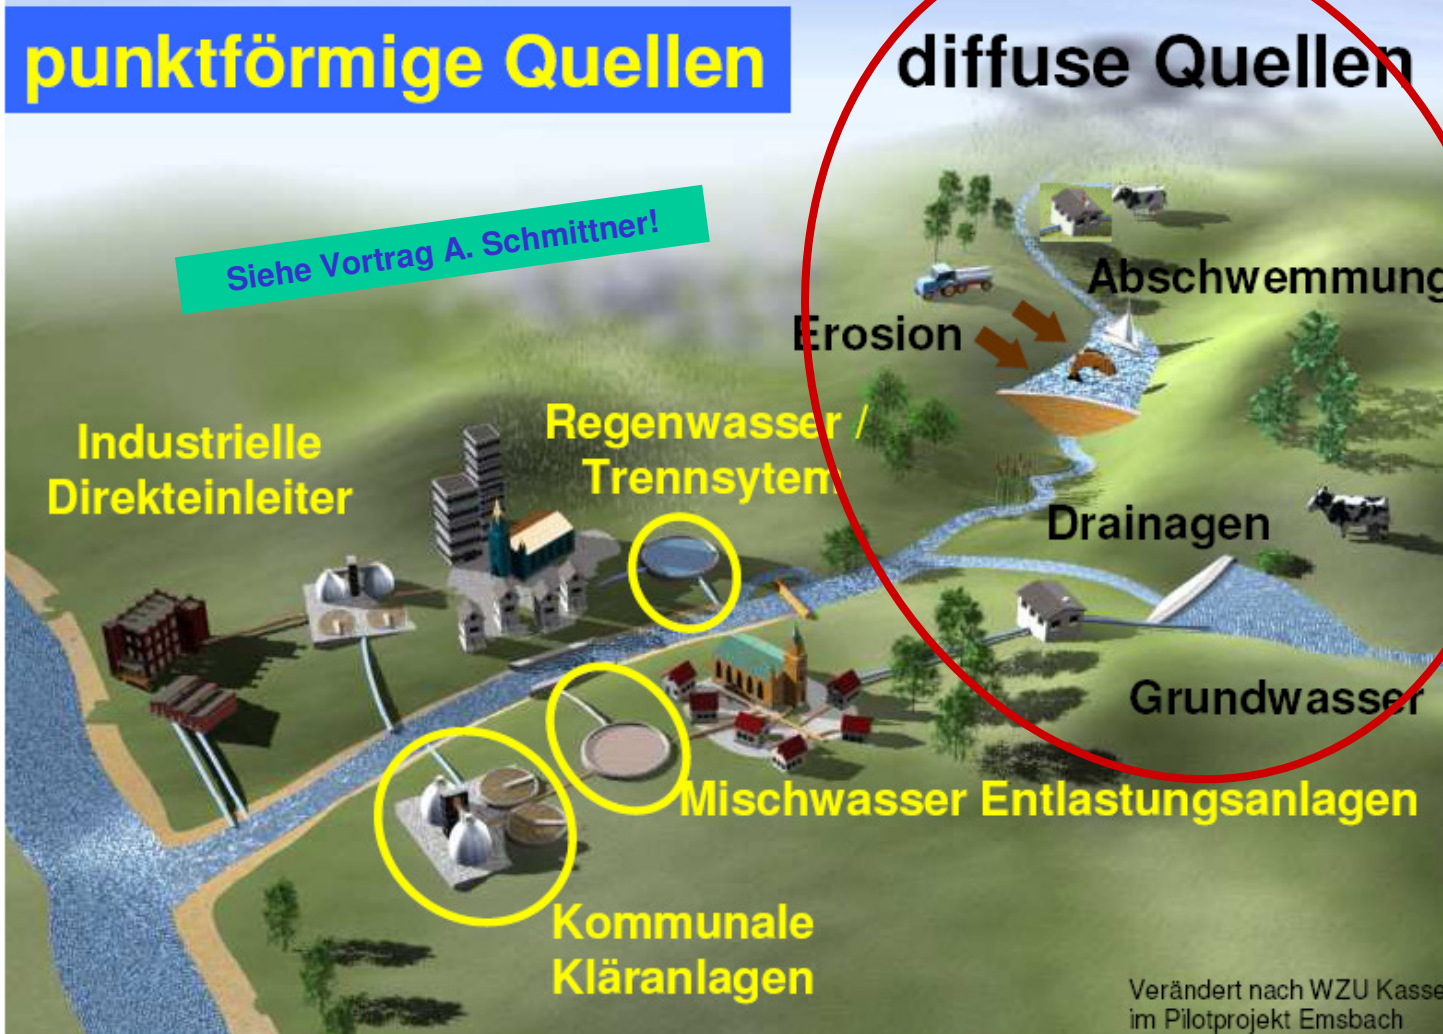 punktförmige Quellen
diffuse Quellen
Siehe Vortrag A. Schmittner!
Abschwemmung
Erosion
Regenwasser /
Trennsytem
Industrielle
Direkteinleiter
Drainagen
Grundwasser
Mischwasser Entlastungsanlagen
Kommunale
Kläranlagen
Verändert nach WZU Kasse
im Pilotprojekt Emsbach